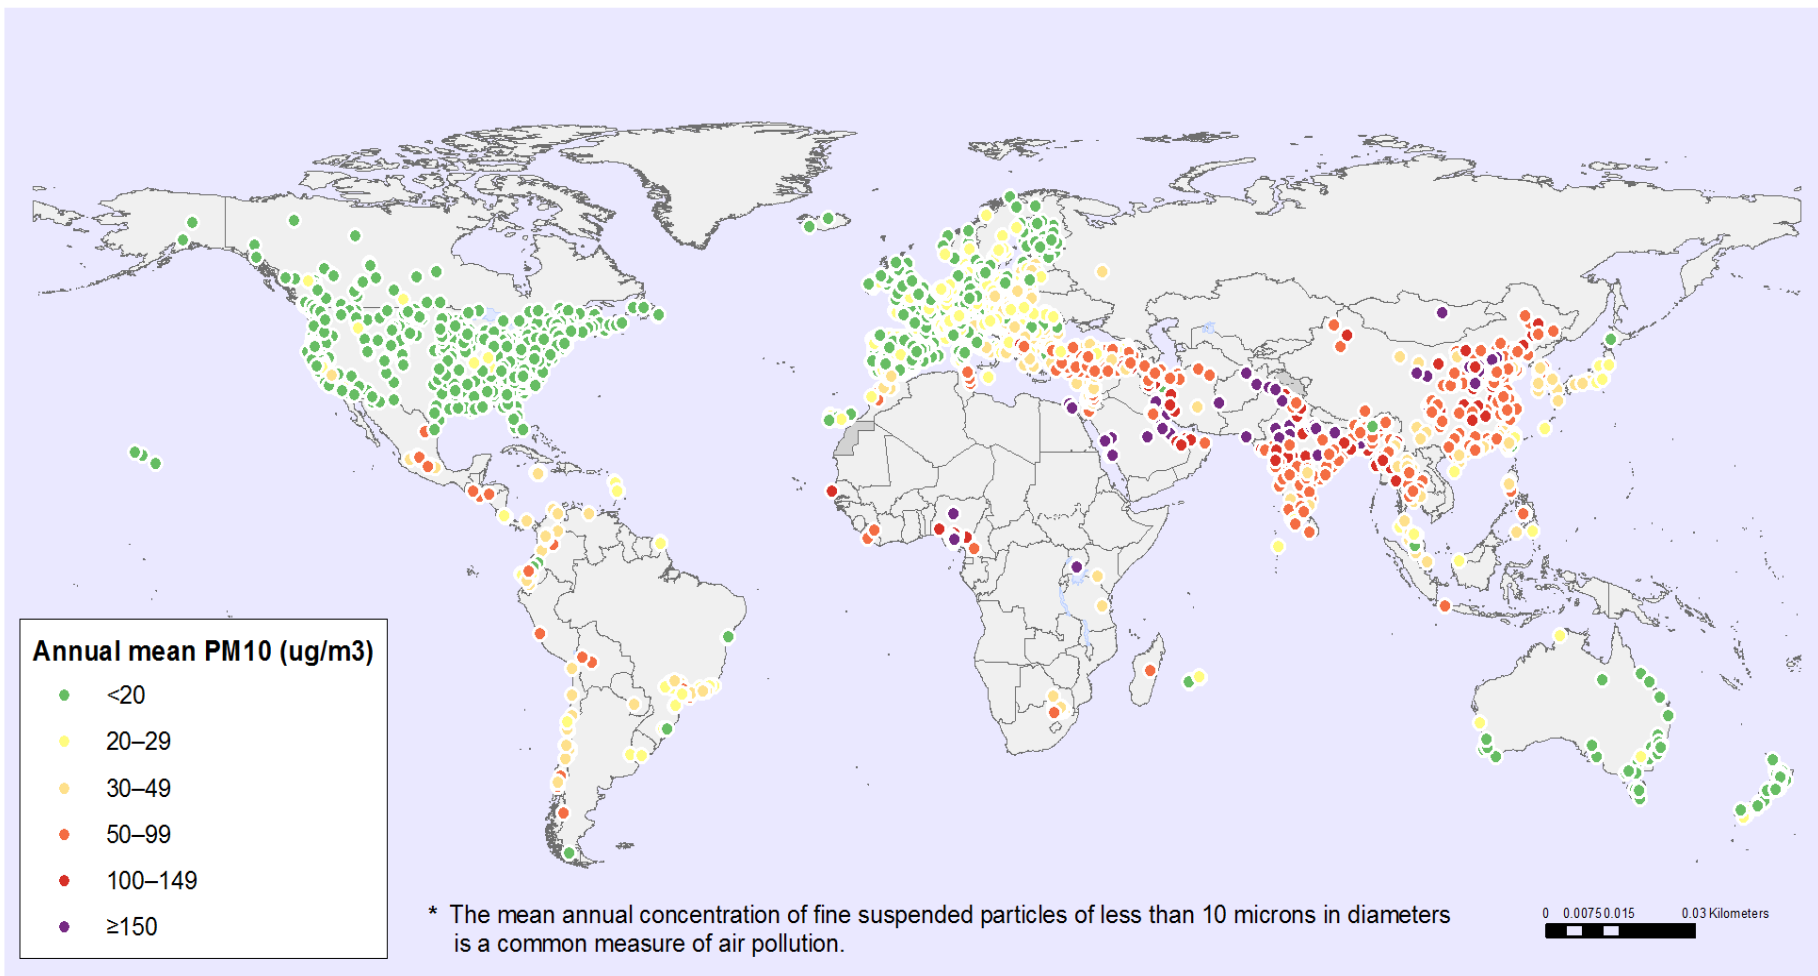 Annual mean PM10 (ug/m3)
<20
20–29
30–49
50–99
100–149
≥150
* The mean annual concentration of fine suspended particles of less than 10 microns in diameters
is a common measure of air pollution.
0 0.0075 0.015 0.03 Kilometers